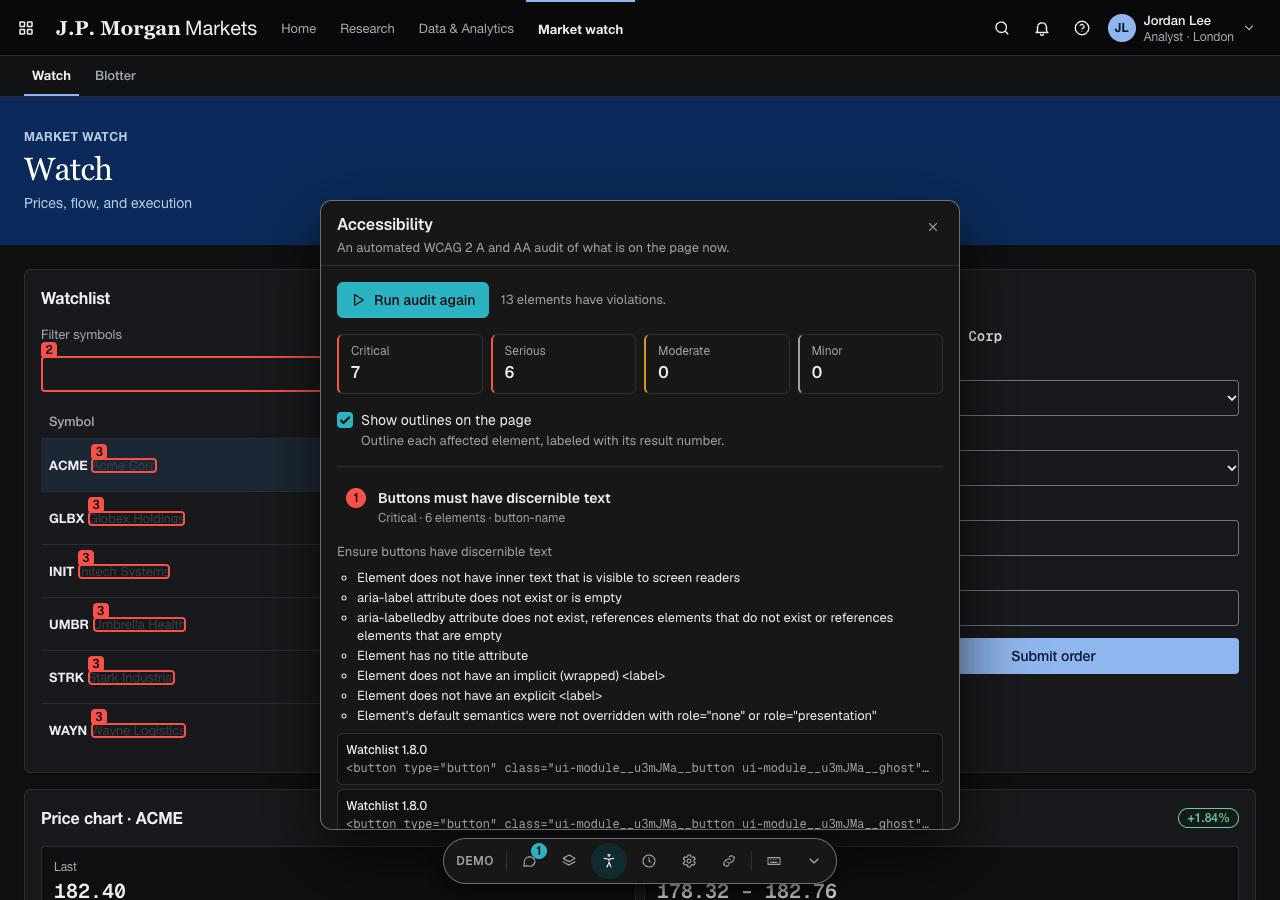 J.P. Morgan Markets
Home
Research
Data & Analytics
Market watch
JL
Jordan Lee
Analyst · London
Watch
Blotter
MARKET WATCH
Watch
Prices, flow, and execution
Watchlist
Filter symbols
2
Symbol
3
ACME Acme Corp
3
GLBX Globex Holdings
3
INIT Initech Systems
3
UMBR Umbrella Health
3
STRK Stark Industrial
3
WAYN Wayne Logistics
Accessibility
An automated WCAG 2 A and AA audit of what is on the page now.
Run audit again
13 elements have violations.
Critical
7
Serious
6
Moderate
0
Minor
0
Show outlines on the page
Outline each affected element, labeled with its result number.
1
Buttons must have discernible text
Critical · 6 elements · button-name
Ensure buttons have discernible text
Element does not have inner text that is visible to screen readers
aria-label attribute does not exist or is empty
aria-labelledby attribute does not exist, references elements that do not exist or references
elements that are empty
Element has no title attribute
Element does not have an implicit (wrapped) <label>
Element does not have an explicit <label>
Element's default semantics were not overridden with role="none" or role="presentation"
Watchlist 1.8.0
<button type="button" class="ui-module__u3mJMa__button ui-module__u3mJMa__ghost"…
Watchlist 1.8.0
<button type="button" class="ui-module__u3mJMa__button ui-module__u3mJMa__ghost"…
Corp
Submit order
Price chart · ACME
+1.84%
Last
182.40
178.32 – 182.76
DEMO
1